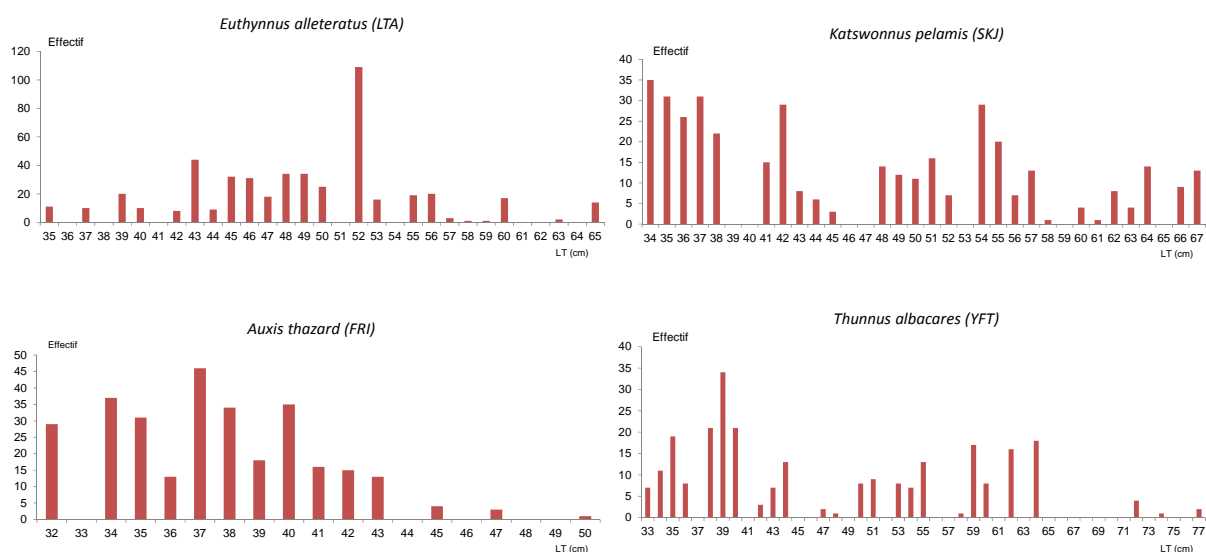 Euthynnus alleteratus (LTA)
Effectif
120
100
80
60
40
20
0
35 36 37 38 39 40 41 42 43 44 45 46 47 48 49 50 51 52 53 54 55 56 57 58 59 60 61 62 63 64 65
LT (cm)
Katswonnus pelamis (SKJ)
Effectif
40
35
30
25
20
15
10
5
0
34 35 36 37 38 39 40 41 42 43 44 45 46 47 48 49 50 51 52 53 54 55 56 57 58 59 60 61 62 63 64 65 66 67
LT (cm)
Auxis thazard (FRI)
Effectif
50
45
40
35
30
25
20
15
10
5
0
32 33 34 35 36 37 38 39 40 41 42 43 44 45 46 47 48 49 50
LT (cm)
Thunnus albacares (YFT)
Effectif
40
35
30
25
20
15
10
5
0
33 35 37 39 41 43 45 47 49 51 53 55 57 59 61 63 65 67 69 71 73 75 77
LT (cm)